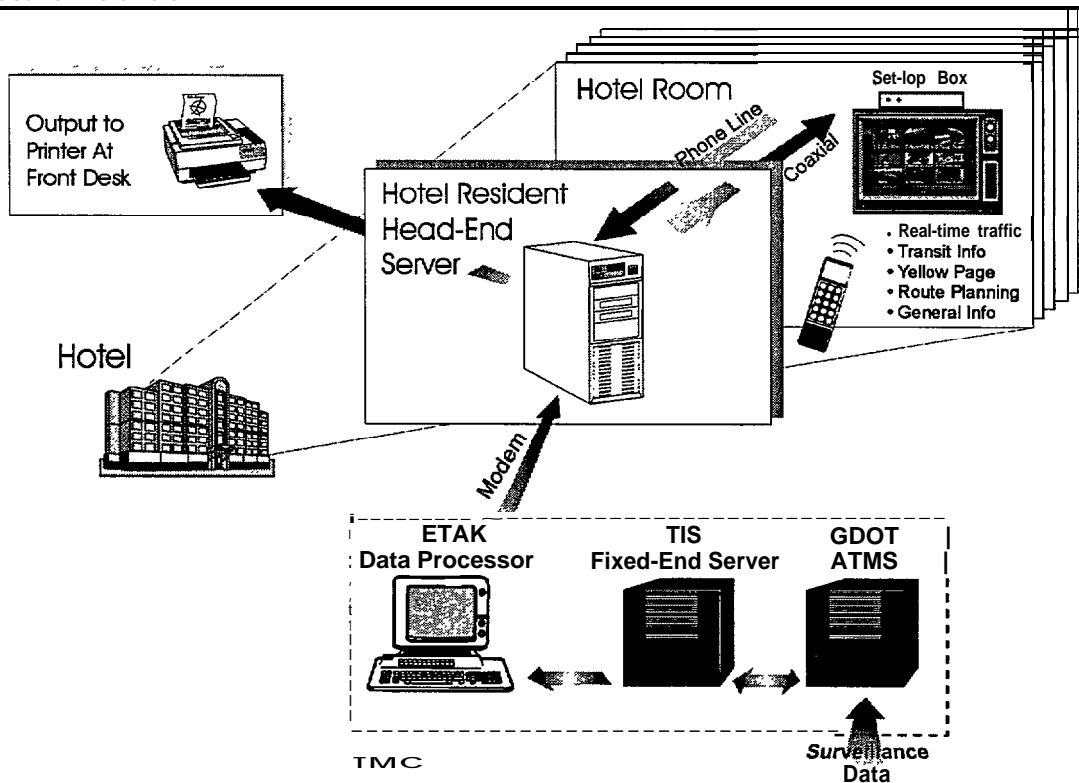 Output to
Printer At
Front Desk
Hotel Room
Set-lop Box
Phone Line
Coaxial
. Real-time traffic
• Transit Info
• Yellow Page
• Route Planning
• General Info
Hotel Resident
Head-End
Server
Hotel
Modem
ETAK
Data Processor
TIS
Fixed-End Server
GDOT
ATMS
TMC
Surveillance
Data